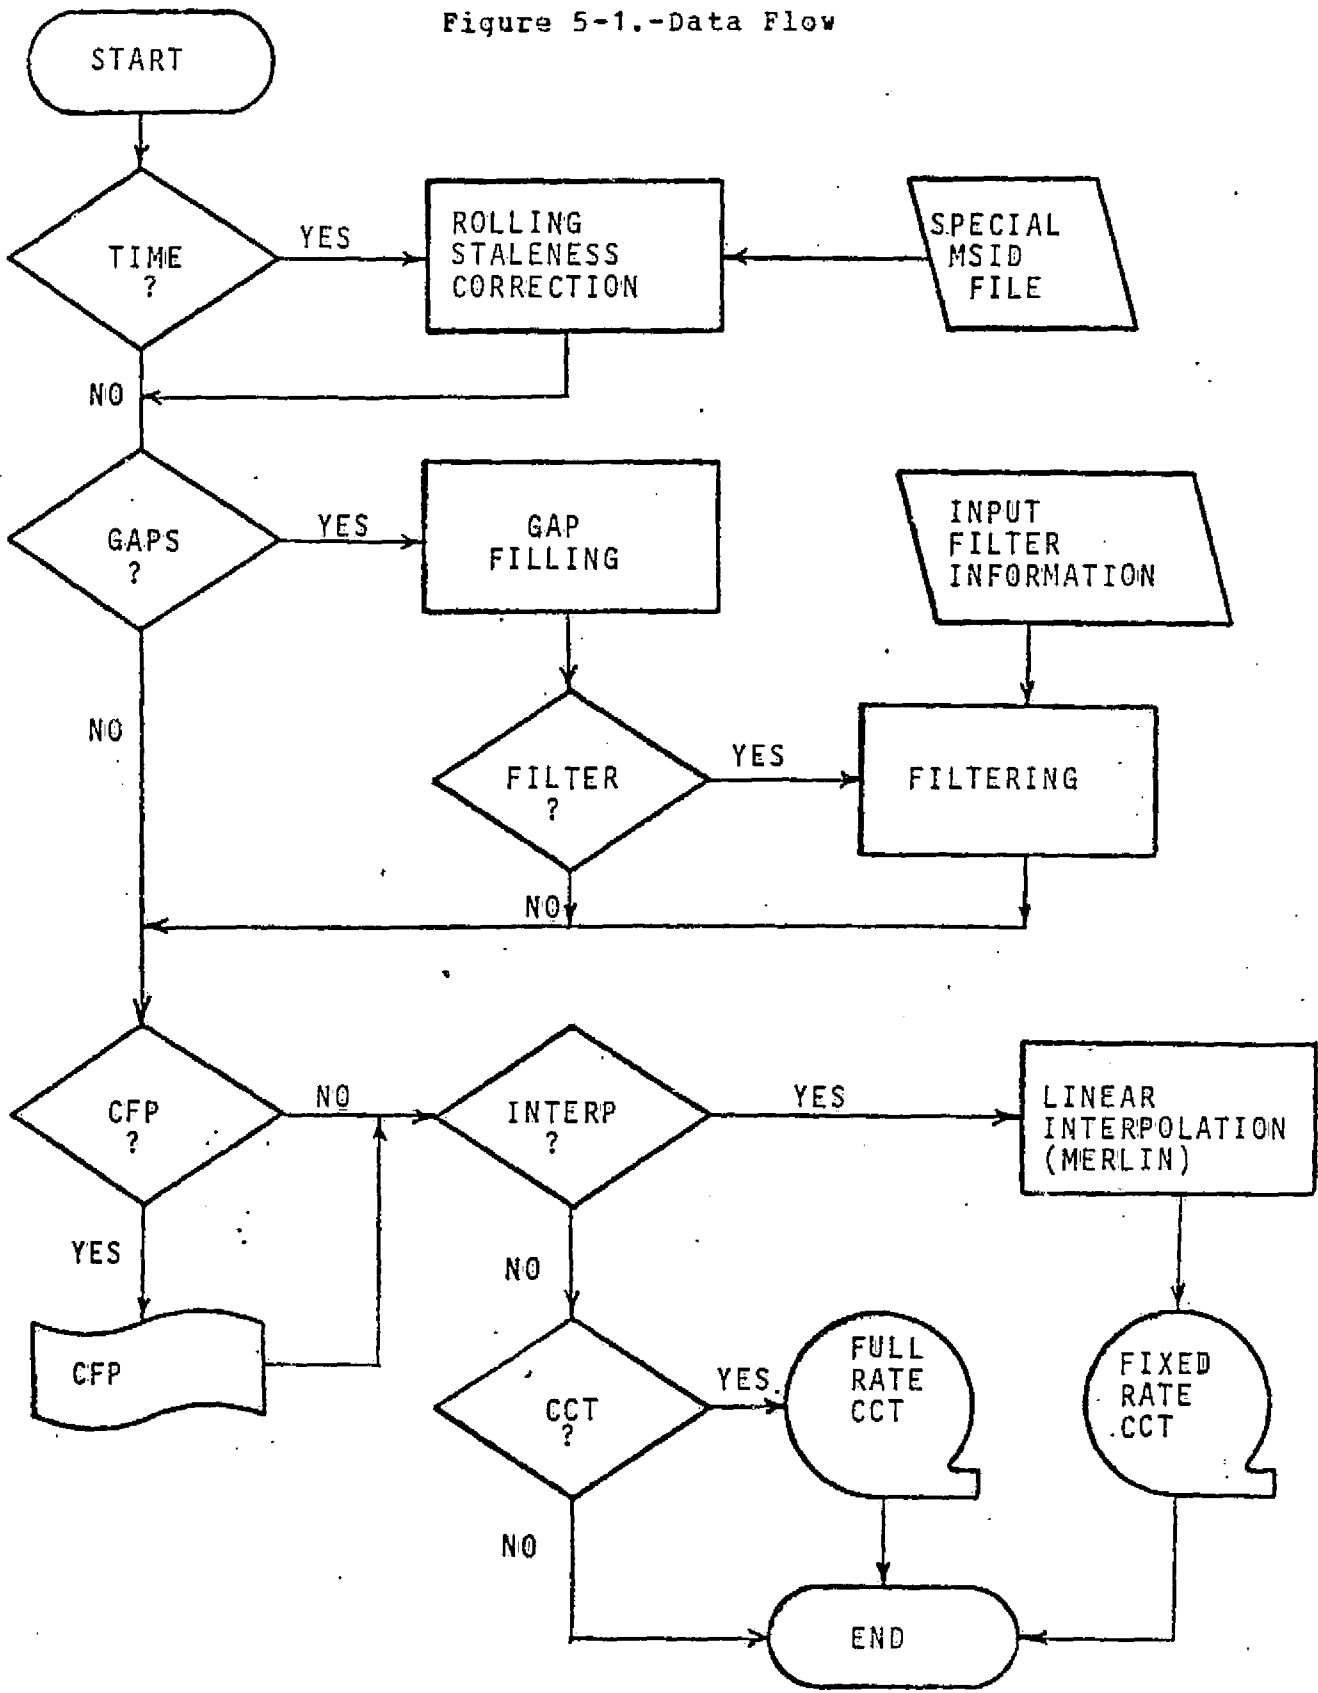 Figure 5-1.-Data Flow
START
TIME
?
YES
ROLLING
STALENESS
CORRECTION
SPECIAL
MSID
FILE
NO
GAPS
?
YES
GAP
FILLING
INPUT
FILTER
INFORMATION
NO
FILTER
?
YES
FILTERING
NO
CFP
?
NO
INTERP
?
YES
LINEAR
INTERPOLATION
(MERLIN)
YES
CFP
NO
CCT
?
YES
FULL
RATE
CCT
FIXED
RATE
CCT
NO
END